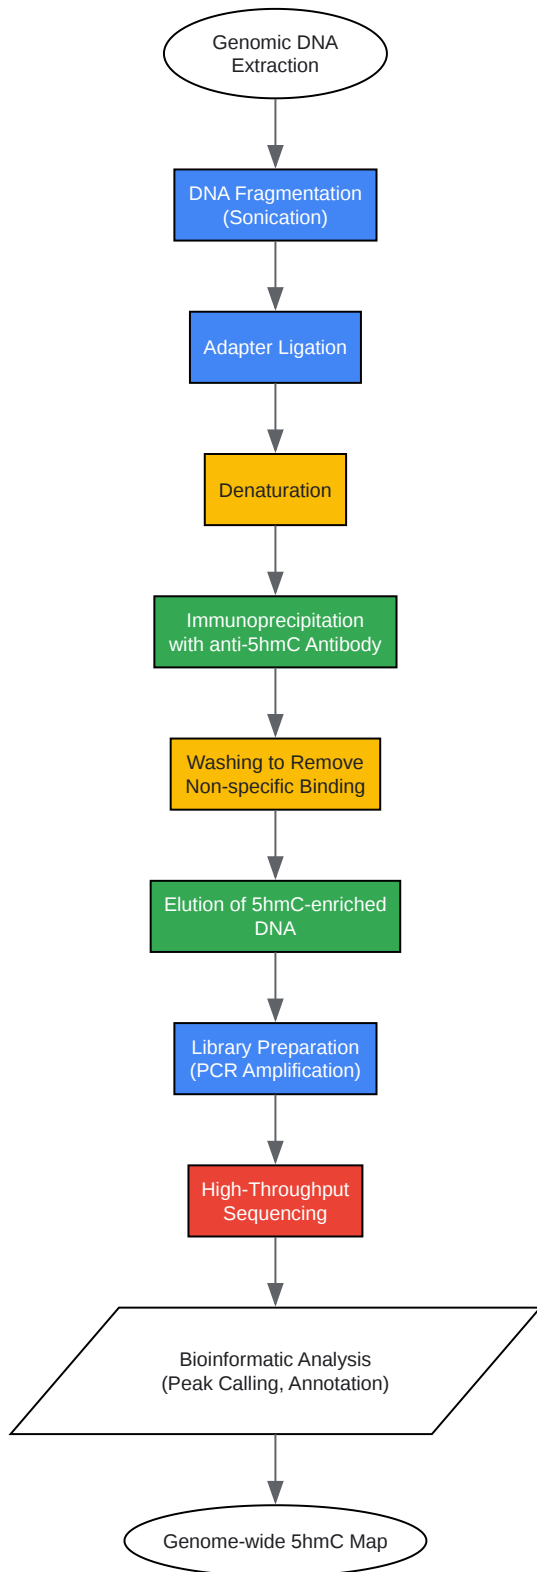 Genomic DNA
Extraction
DNA Fragmentation
(Sonication)
Adapter Ligation
Denaturation
Immunoprecipitation
with anti-5hmC Antibody
Washing to Remove
Non-specific Binding
Elution of 5hmC-enriched
DNA
Library Preparation
(PCR Amplification)
High-Throughput
Sequencing
Bioinformatic Analysis
(Peak Calling, Annotation)
Genome-wide 5hmC Map